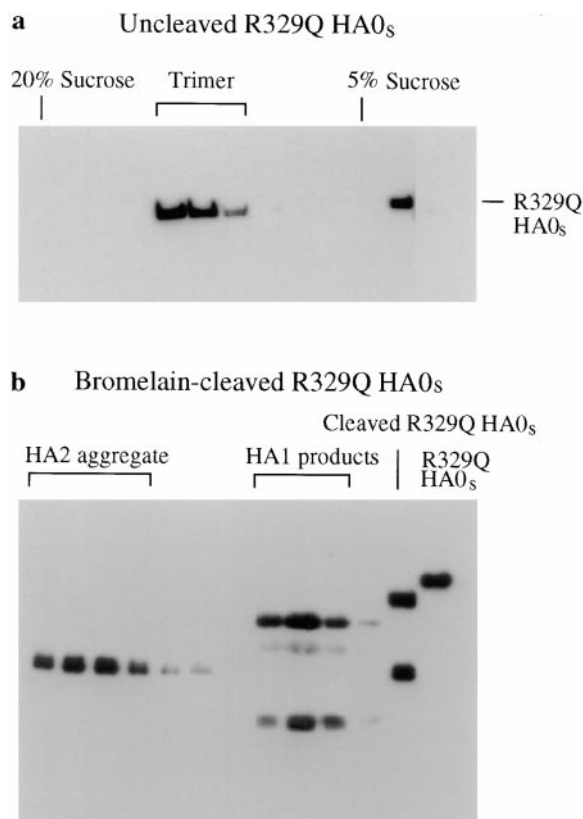 a Uncleaved R329Q HA0s
20% Sucrose Trimer 5% Sucrose
R329Q
HA0s
b Bromelain-cleaved R329Q HA0s
Cleaved R329Q HA0s
HA2 aggregate HA1 products R329Q
HA0s